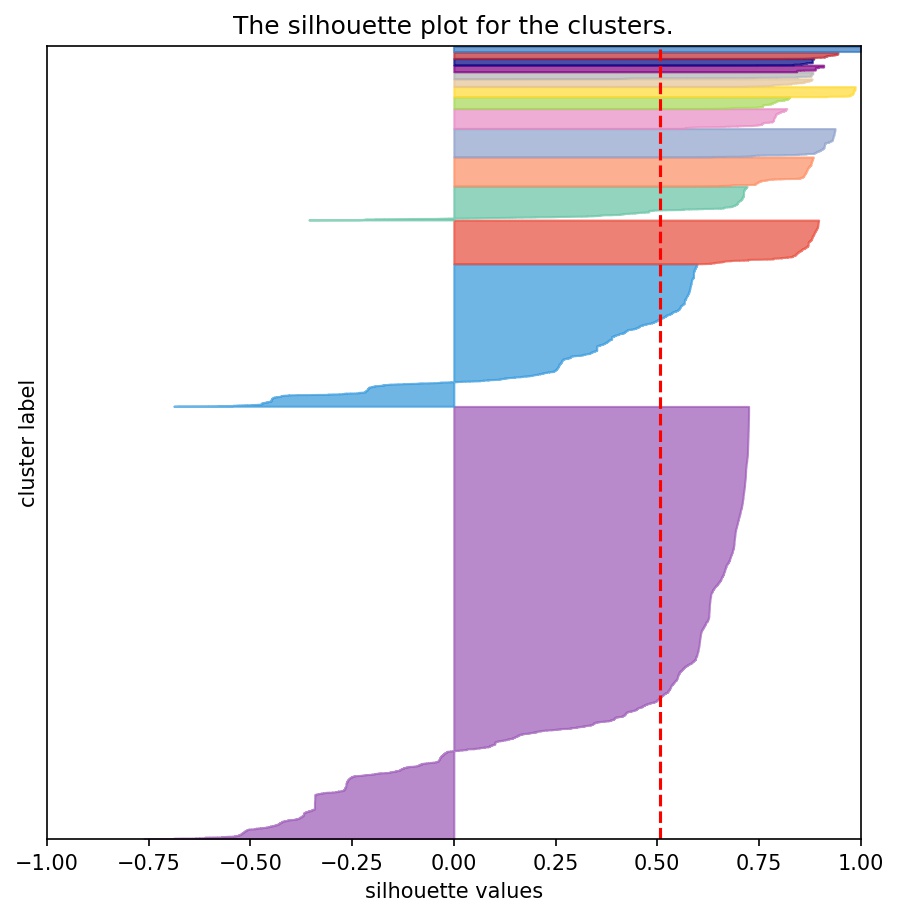 The silhouette plot for the clusters.
cluster label
−1.00 −0.75 −0.50 −0.25 0.00 0.25 0.50 0.75 1.00
silhouette values